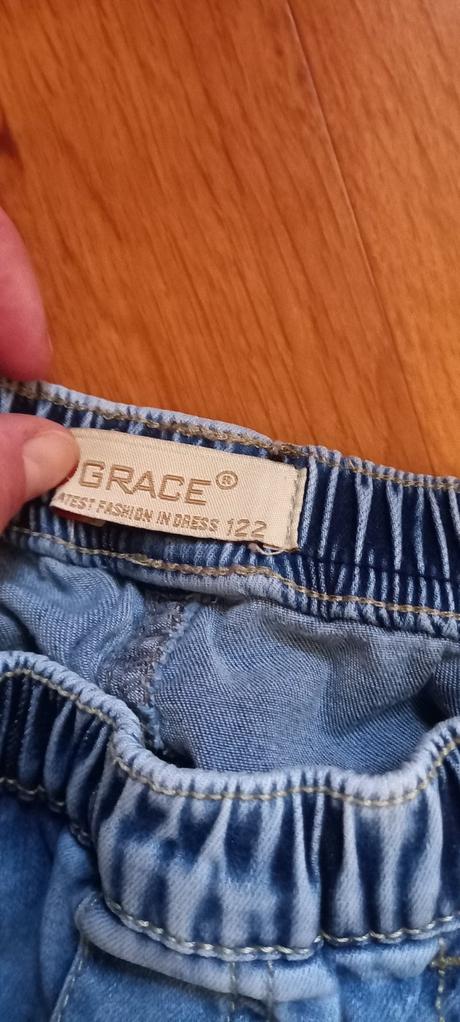 GRACE®
ATEST FASHION IN DRESS 122